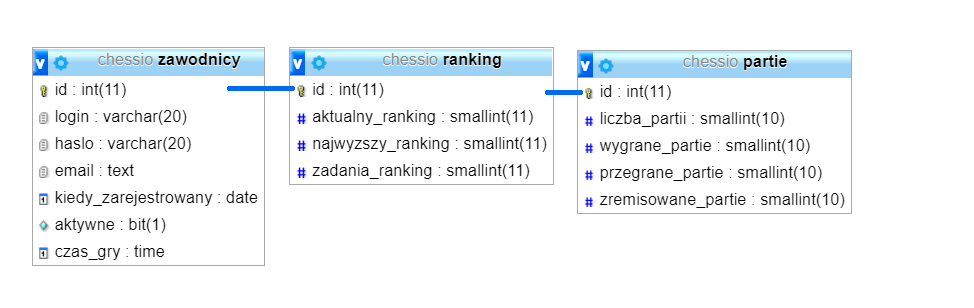 chessio zawodnicy
id : int(11)
login : varchar(20)
haslo : varchar(20)
email : text
kiedy_zarejestrowany : date
aktywne : bit(1)
czas_gry : time
chessio ranking
id : int(11)
aktualny_ranking : smallint(11)
najwyzszy_ranking : smallint(11)
zadania_ranking : smallint(11)
chessio partie
id : int(11)
liczba_partii : smallint(10)
wygrane_partie : smallint(10)
przegrane_partie : smallint(10)
zremisowane_partie : smallint(10)